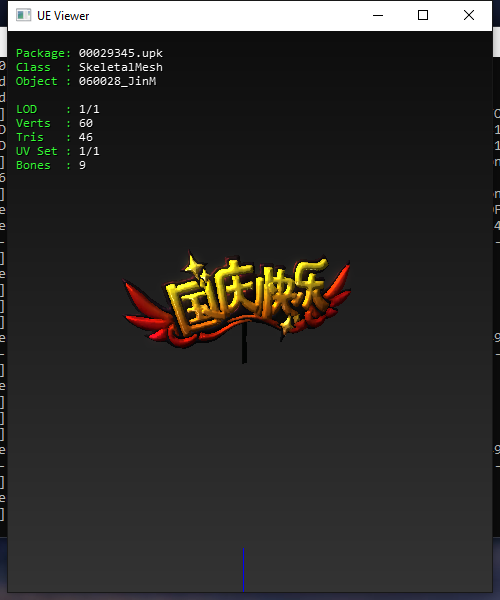 UE Viewer
Package: 00029345.upk
Class : SkeletalMesh
Object : 060028_JinM
LOD : 1/1
Verts : 60
Tris : 46
UV Set : 1/1
Bones : 9
国庆快乐